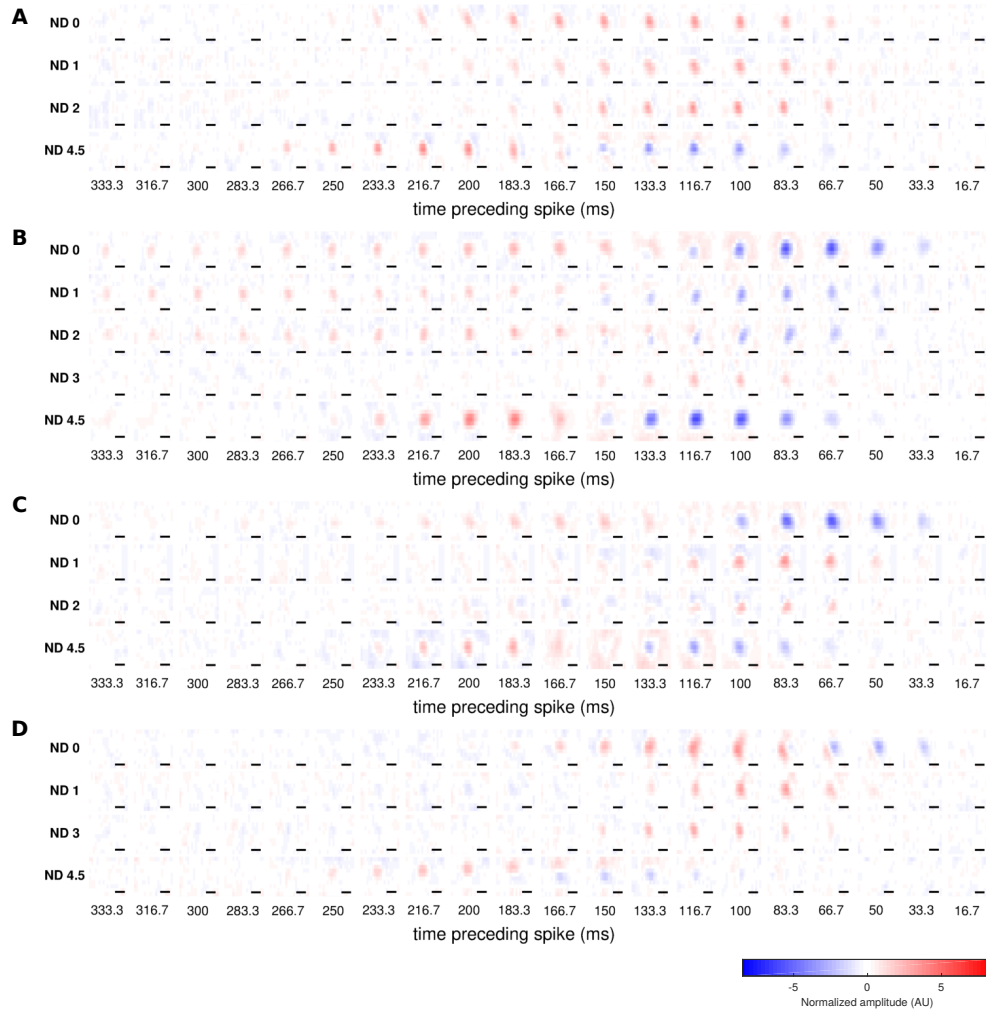 A
ND 0
ND 1
ND 2
ND 4.5
333.3 316.7 300 283.3 266.7 250 233.3 216.7 200 183.3 166.7 150 133.3 116.7 100 83.3 66.7 50 33.3 16.7
time preceding spike (ms)
B
ND 0
ND 1
ND 2
ND 3
ND 4.5
333.3 316.7 300 283.3 266.7 250 233.3 216.7 200 183.3 166.7 150 133.3 116.7 100 83.3 66.7 50 33.3 16.7
time preceding spike (ms)
C
ND 0
ND 1
ND 2
ND 4.5
333.3 316.7 300 283.3 266.7 250 233.3 216.7 200 183.3 166.7 150 133.3 116.7 100 83.3 66.7 50 33.3 16.7
time preceding spike (ms)
D
ND 0
ND 1
ND 3
ND 4.5
333.3 316.7 300 283.3 266.7 250 233.3 216.7 200 183.3 166.7 150 133.3 116.7 100 83.3 66.7 50 33.3 16.7
time preceding spike (ms)
-5 0 5
Normalized amplitude (AU)